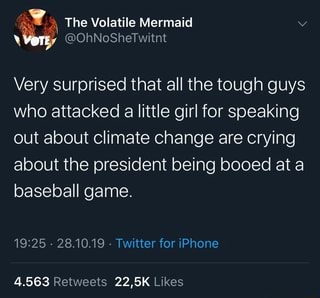 The Volatile Mermaid
@OhNoSheTwitnt
VOTE
Very surprised that all the tough guys
who attacked a little girl for speaking
out about climate change are crying
about the president being booed at a
baseball game.
19:25 · 28.10.19 · Twitter for iPhone
4.563 Retweets 22,5K Likes